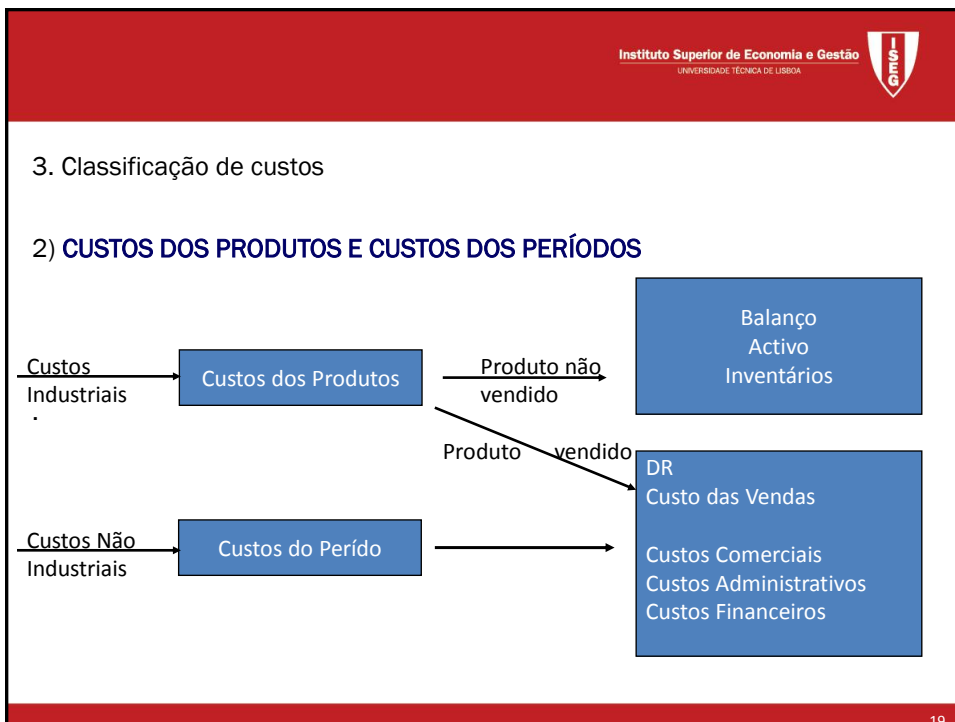 Instituto Superior de Economia e Gestão
UNIVERSIDADE TÉCNICA DE LISBOA
I
S
E
G
3. Classificação de custos
2) CUSTOS DOS PRODUTOS E CUSTOS DOS PERÍODOS
Custos
Industriais
.
Custos dos Produtos
Produto não
vendido
Balanço
Activo
Inventários
Produto vendido
DR
Custo das Vendas
Custos Não
Industriais
Custos do Perído
Custos Comerciais
Custos Administrativos
Custos Financeiros
19